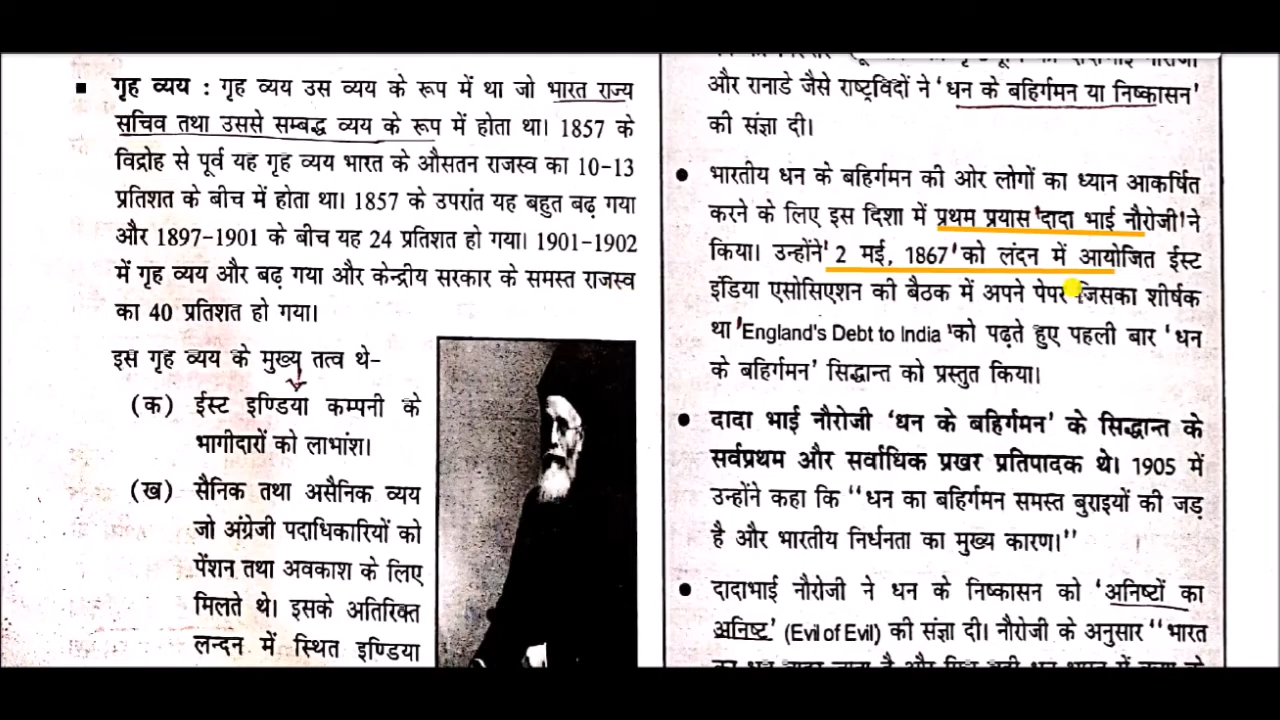 गृह व्यय : गृह व्यय उस व्यय के रूप में था जो भारत राज्य
सचिव तथा उससे सम्बद्ध व्यय के रूप में होता था। 1857 के
विद्रोह से पूर्व यह गृह व्यय भारत के औसतन राजस्व का 10-13
प्रतिशत के बीच में होता था। 1857 के उपरांत यह बहुत बढ़ गया
और 1897-1901 के बीच यह 24 प्रतिशत हो गया। 1901-1902
में गृह व्यय और बढ़ गया और केन्द्रीय सरकार के समस्त राजस्व
का 40 प्रतिशत हो गया।
इस गृह व्यय के मुख्य तत्व थे-
(क) ईस्ट इण्डिया कम्पनी के
भागीदारों को लाभांश।
(ख) सैनिक तथा असैनिक व्यय
जो अंग्रेजी पदाधिकारियों को
पेंशन तथा अवकाश के लिए
मिलते थे। इसके अतिरिक्त
लन्दन में स्थित इण्डिया
और रानाडे जैसे राष्ट्रविदों ने 'धन के बहिर्गमन या निष्कासन'
की संज्ञा दी।
भारतीय धन के बहिर्गमन की ओर लोगों का ध्यान आकर्षित
करने के लिए इस दिशा में प्रथम प्रयास 'दादा भाई नौरोजी' ने
किया। उन्होंने '2 मई, 1867' को लंदन में आयोजित ईस्ट
इंडिया एसोसिएशन की बैठक में अपने पेपर जिसका शीर्षक
था 'England's Debt to India' को पढ़ते हुए पहली बार 'धन
के बहिर्गमन' सिद्धान्त को प्रस्तुत किया।
दादा भाई नौरोजी 'धन के बहिर्गमन' के सिद्धान्त के
सर्वप्रथम और सर्वाधिक प्रखर प्रतिपादक थे। 1905 में
उन्होंने कहा कि "धन का बहिर्गमन समस्त बुराइयों की जड़
है और भारतीय निर्धनता का मुख्य कारण।"
दादाभाई नौरोजी ने धन के निष्कासन को 'अनिष्टों का
अनिष्ट' (Evil of Evil) की संज्ञा दी। नौरोजी के अनुसार "भारत